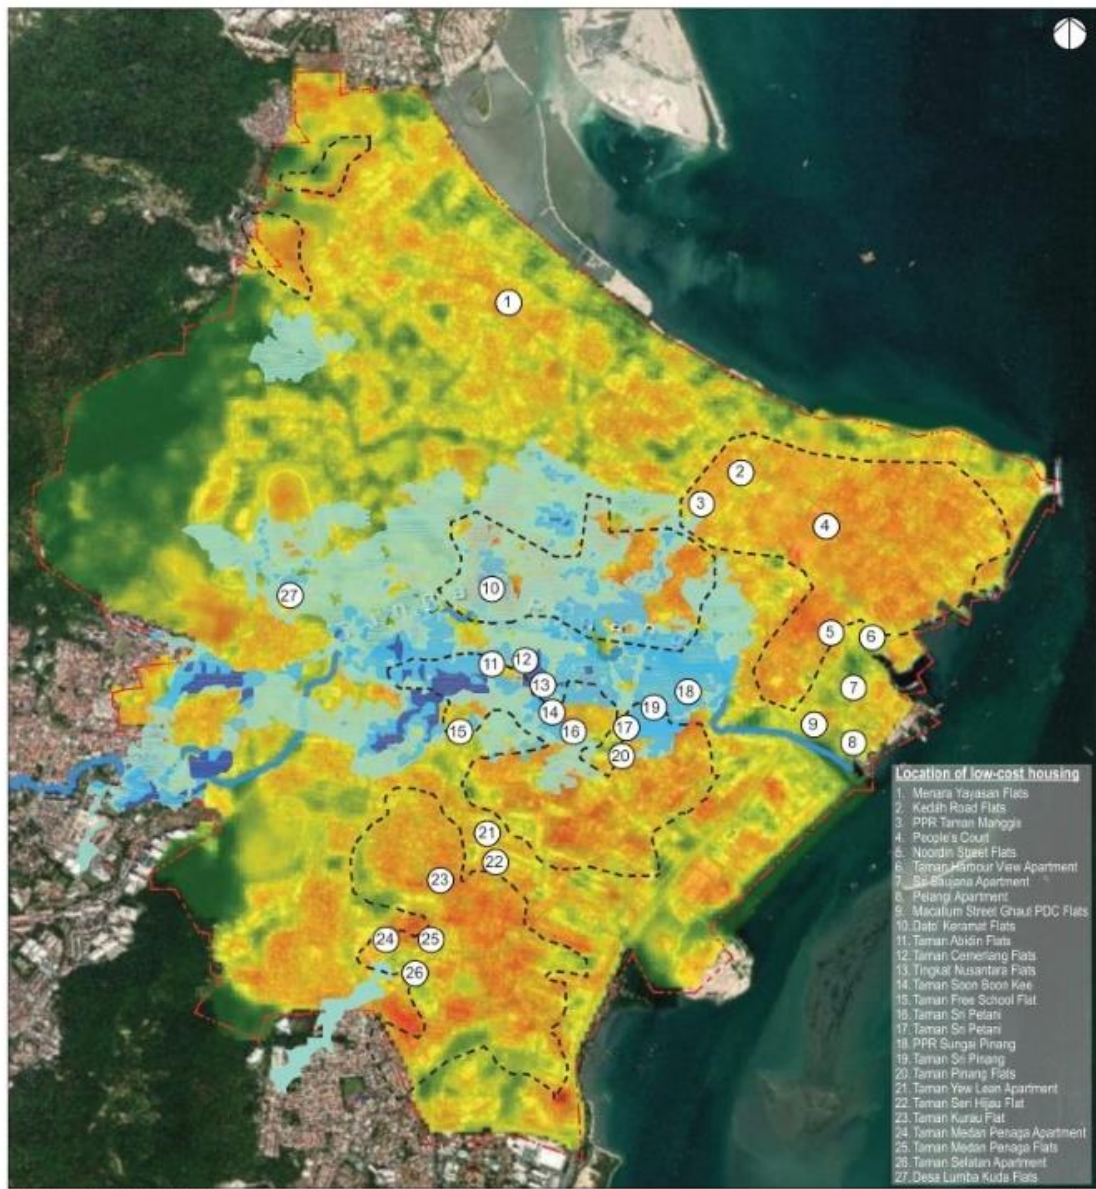 1
2
3
4
5
6
7
8
9
10
11
12
13
14
15
16
17
18
19
20
21
22
23
24
25
26
27
Location of low-cost housing
1. Menara Yayasan Flats
2. Kedah Road Flats
3. PPR Taman Manggis
4. People's Court
5. Noordin Street Flats
6. Taman Harbour View Apartment
7. Sri Saujana Apartment
8. Pelangi Apartment
9. Macallum Street Ghaut PDC Flats
10. Dato' Keramat Flats
11. Taman Abidin Flats
12. Taman Cemerlang Flats
13. Tingkat Nusantara Flats
14. Taman Soon Boon Kee
15. Taman Free School Flat
16. Taman Sri Petani
17. Taman Sri Petani
18. PPR Sungai Pinang
19. Taman Sri Pinang
20. Taman Pinang Flats
21. Taman Yew Lean Apartment
22. Taman Seri Hijau Flat
23. Taman Kurau Flat
24. Taman Medan Penaga Apartment
25. Taman Medan Penaga Flats
26. Taman Selatan Apartment
27. Desa Lumba Kuda Flats